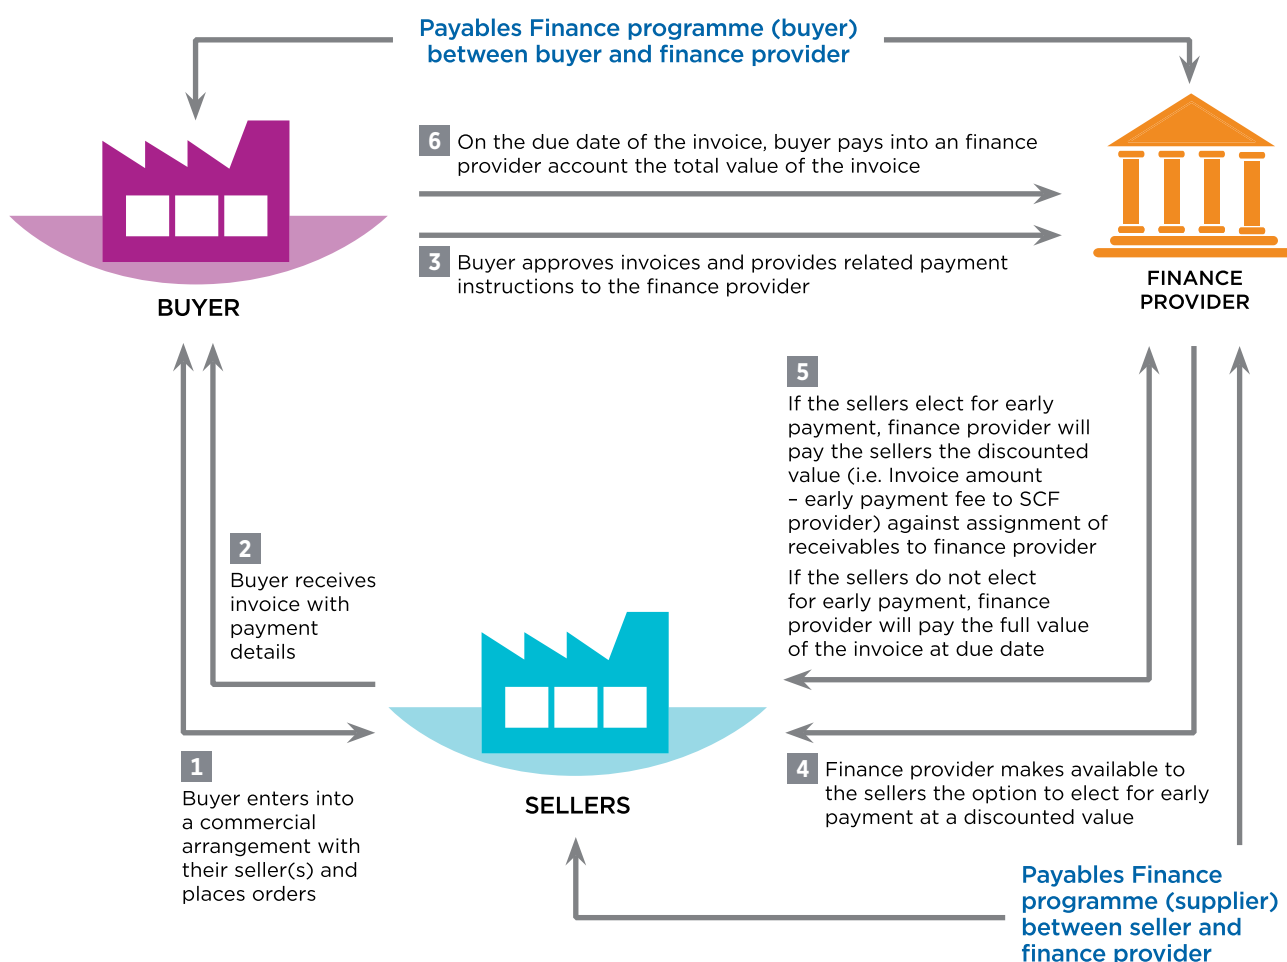 Payables Finance programme (buyer)
between buyer and finance provider
6
On the due date of the invoice, buyer pays into an finance
provider account the total value of the invoice
3
Buyer approves invoices and provides related payment
instructions to the finance provider
BUYER
FINANCE
PROVIDER
5
If the sellers elect for early
payment, finance provider will
pay the sellers the discounted
value (i.e. Invoice amount
– early payment fee to SCF
provider) against assignment of
receivables to finance provider
If the sellers do not elect
for early payment, finance
provider will pay the full value
of the invoice at due date
2
Buyer receives
invoice with
payment
details
1
Buyer enters into
a commercial
arrangement with
their seller(s) and
places orders
SELLERS
4
Finance provider makes available to
the sellers the option to elect for early
payment at a discounted value
Payables Finance
programme (supplier)
between seller and
finance provider